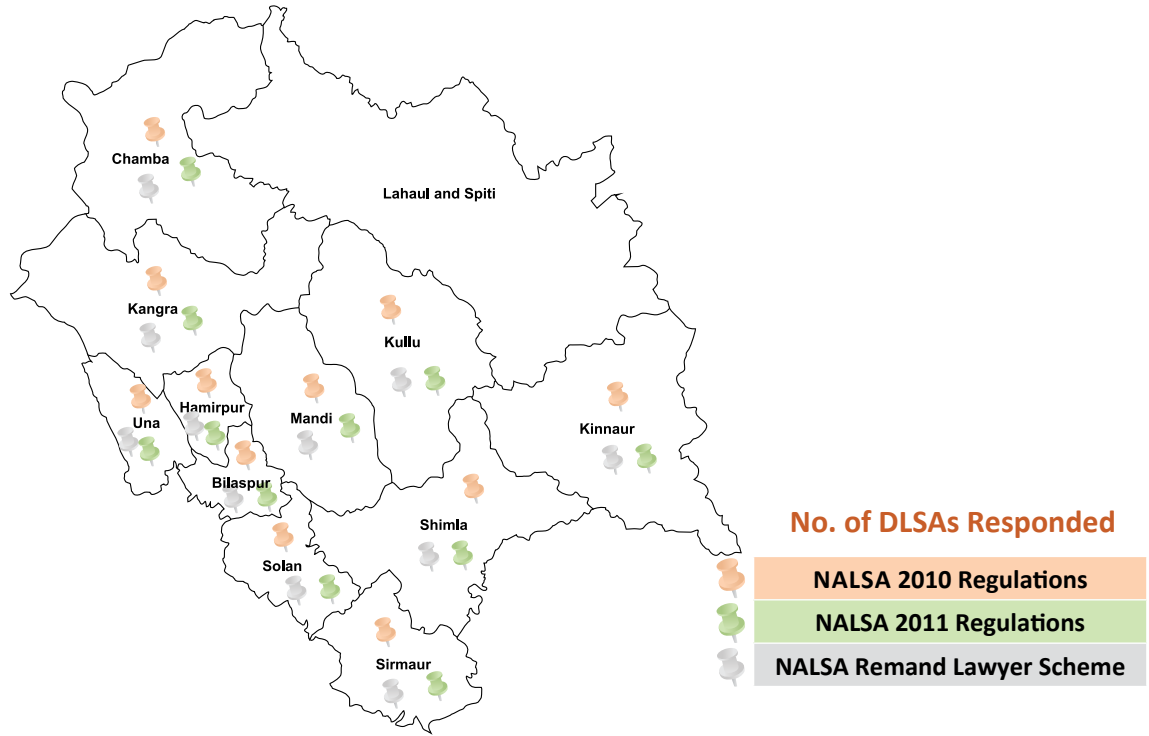 Chamba
Lahaul and Spiti
Kangra
Kullu
Hamirpur
Una
Mandi
Kinnaur
Bilaspur
Shimla
Solan
Sirmaur
No. of DLSAs Responded
NALSA 2010 Regulations
NALSA 2011 Regulations
NALSA Remand Lawyer Scheme